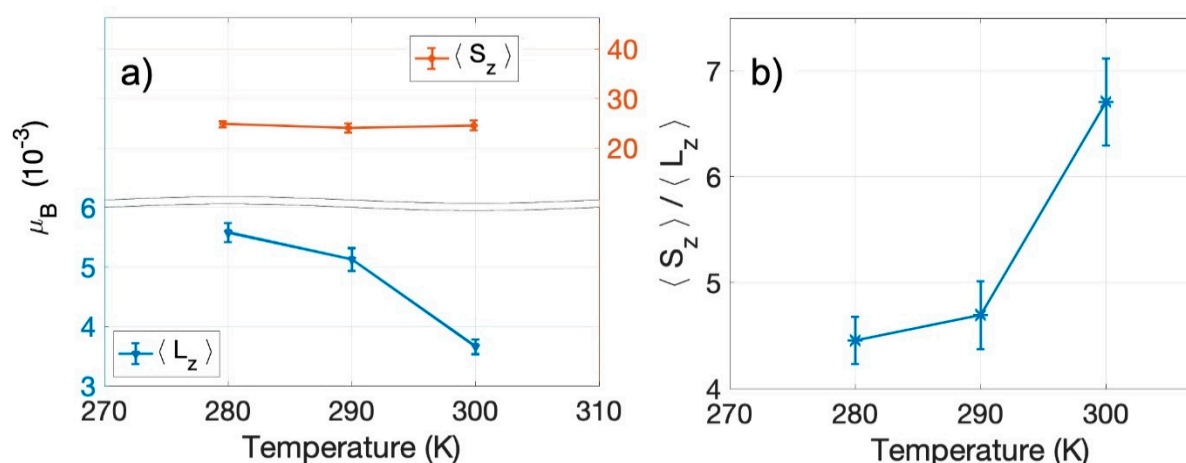 a)
⟨ S_z ⟩
40
30
20
μ_B (10^-3)
6
5
4
3
⟨ L_z ⟩
270 280 290 300 310
Temperature (K)
b)
⟨ S_z ⟩ / ⟨ L_z ⟩
7
6
5
4
270 280 290 300
Temperature (K)